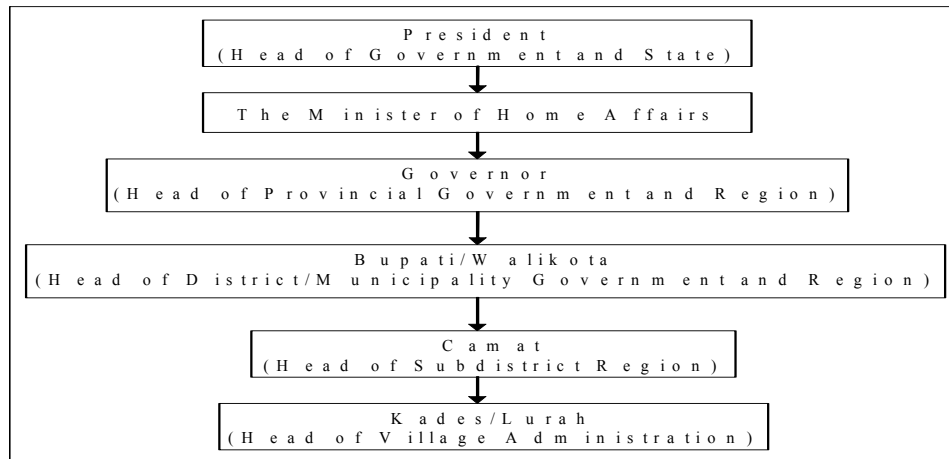 President
(Head of Government and State)
The Minister of Home Affairs
Governor
(Head of Provincial Government and Region)
Bupati/Walikota
(Head of District/Municipality Government and Region)
Camat
(Head of Subdistrict Region)
Kades/Lurah
(Head of Village Administration)